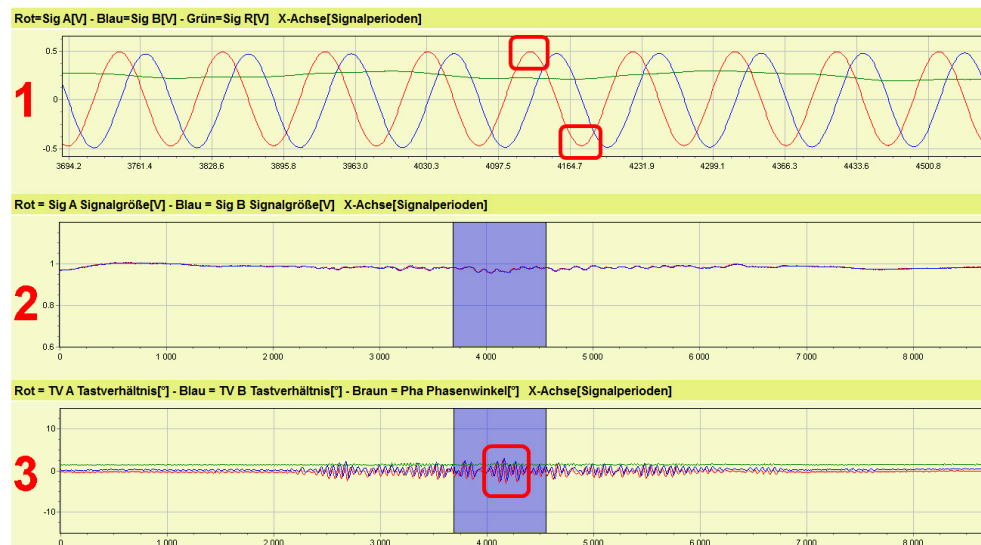 Rot=Sig A[V] - Blau=Sig B[V] - Grün=Sig R[V] X-Achse[Signalperioden]
0.5
1
0
-0.5
3694.2 3761.4 3828.6 3895.8 3963.0 4030.3 4097.5 4164.7 4231.9 4299.1 4366.3 4433.6 4500.8
Rot = Sig A Signalgröße[V] - Blau = Sig B Signalgröße[V] X-Achse[Signalperioden]
1
2
0.8
0.6
0 1 000 2 000 3 000 4 000 5 000 6 000 7 000 8 000
Rot = TV A Tastverhältnis[°] - Blau = TV B Tastverhältnis[°] - Braun = Pha Phasenwinkel[°] X-Achse[Signalperioden]
10
3
0
-10
0 1 000 2 000 3 000 4 000 5 000 6 000 7 000 8 000